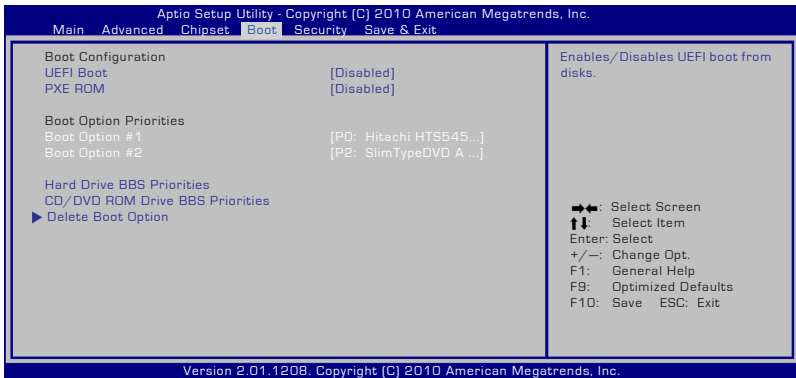 Aptio Setup Utility - Copyright (C) 2010 American Megatrends, Inc.
Main Advanced Chipset Boot Security Save & Exit
Boot Configuration
UEFI Boot [Disabled]
PXE ROM [Disabled]
Boot Option Priorities
Boot Option #1 [P0: Hitachi HTS545...]
Boot Option #2 [P2: SlimTypeDVD A ...]
Hard Drive BBS Priorities
CD/DVD ROM Drive BBS Priorities
Delete Boot Option
Enables/Disables UEFI boot from
disks.
→←: Select Screen
↑↓: Select Item
Enter: Select
+/—: Change Opt.
F1: General Help
F9: Optimized Defaults
F10: Save ESC: Exit
Version 2.01.1208. Copyright (C) 2010 American Megatrends, Inc.